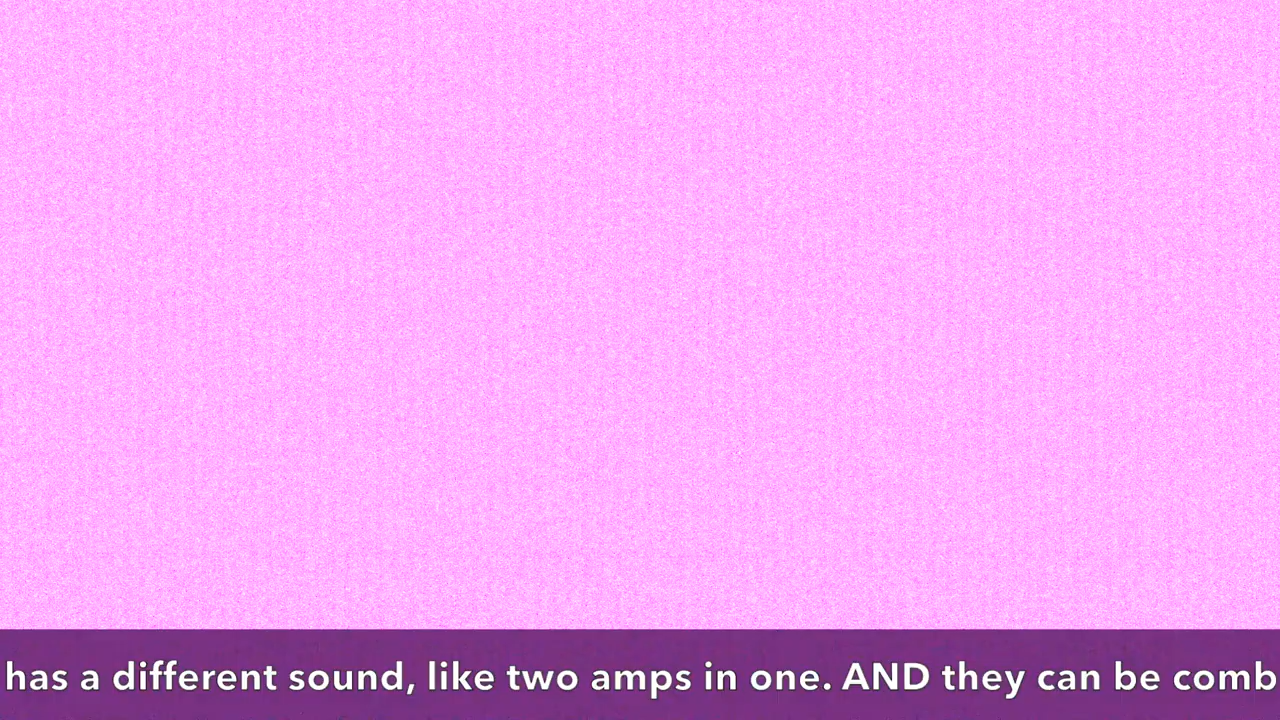 has a different sound, like two amps in one. AND they can be comb